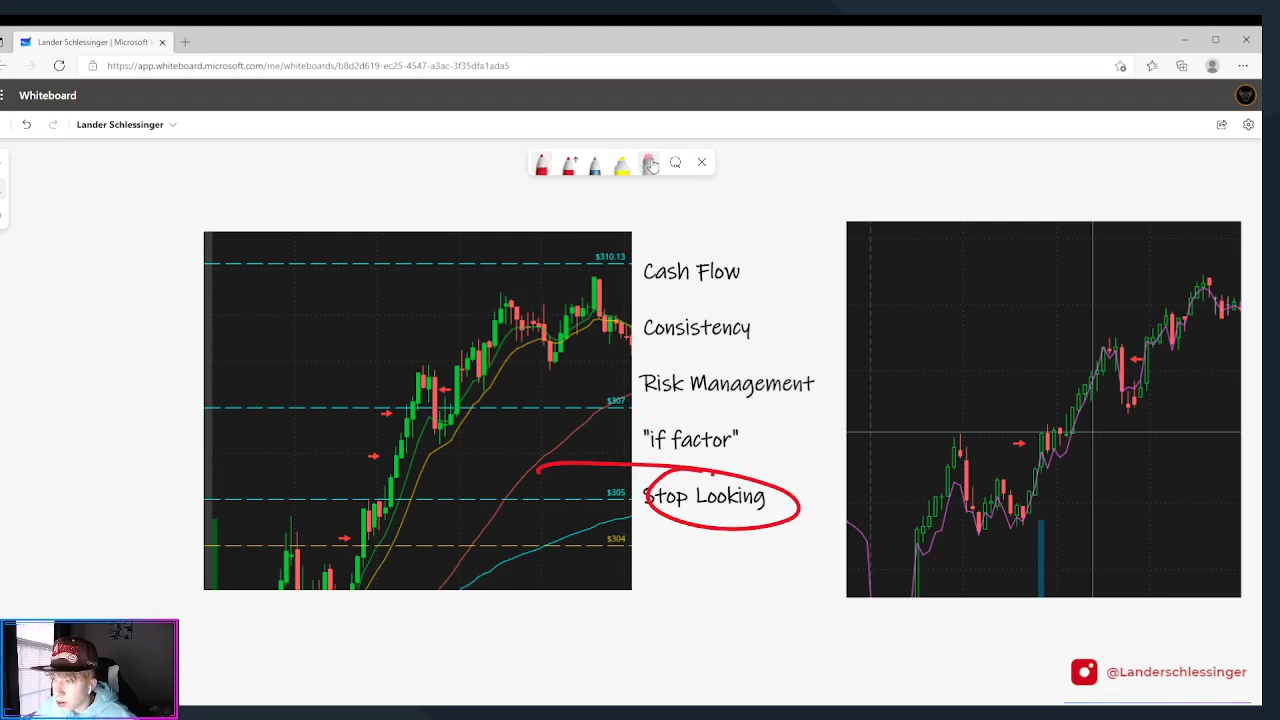 Lander Schlessinger | Microsoft
https://app.whiteboard.microsoft.com/me/whiteboards/b8d2d619-ec25-4547-a3ac-3f35dfa1ada5
Whiteboard
Lander Schlessinger
$310.13
Cash Flow
Consistency
Risk Management
$307
"if factor"
Stop Looking
$305
$304
@Landerschlessinger